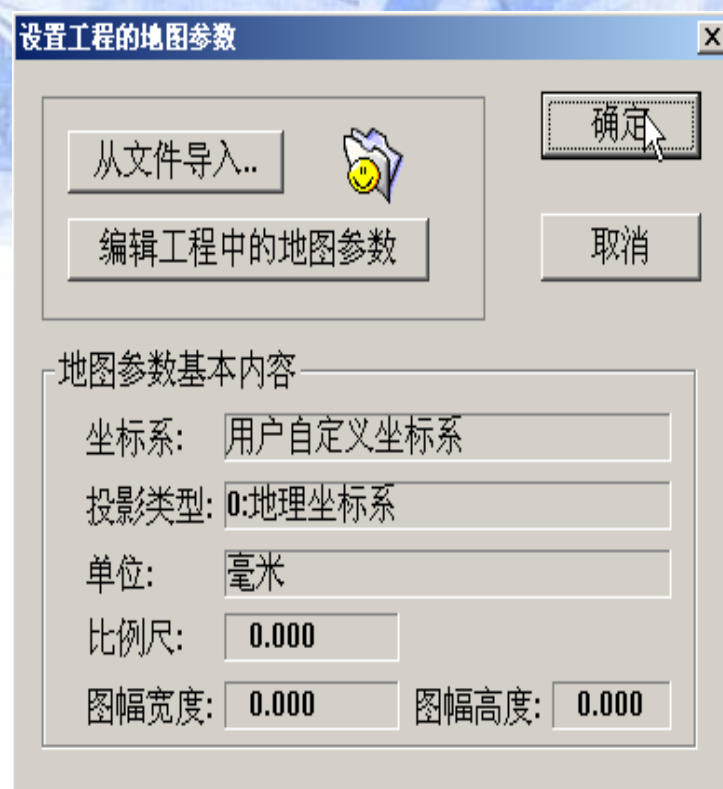 设置工程的地图参数
从文件导入..
确定
编辑工程中的地图参数
取消
地图参数基本内容
坐标系: 用户自定义坐标系
投影类型: 0:地理坐标系
单位: 毫米
比例尺: 0.000
图幅宽度: 0.000 图幅高度: 0.000